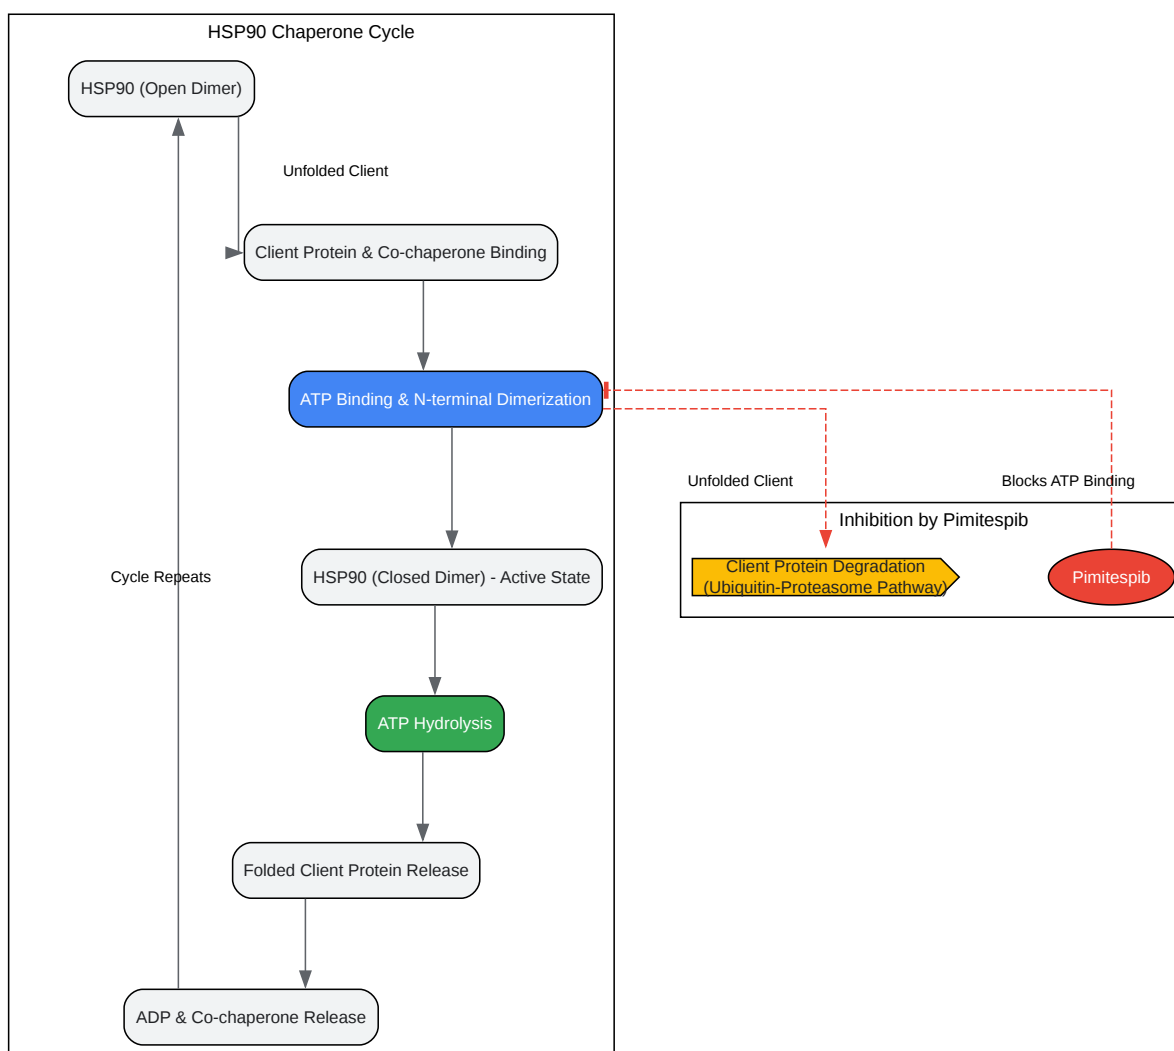 HSP90 Chaperone Cycle
HSP90 (Open Dimer)
Unfolded Client
Client Protein & Co-chaperone Binding
ATP Binding & N-terminal Dimerization
Unfolded Client
Blocks ATP Binding
Inhibition by Pimitespib
Client Protein Degradation
(Ubiquitin-Proteasome Pathway)
Pimitespib
Cycle Repeats
HSP90 (Closed Dimer) - Active State
ATP Hydrolysis
Folded Client Protein Release
ADP & Co-chaperone Release